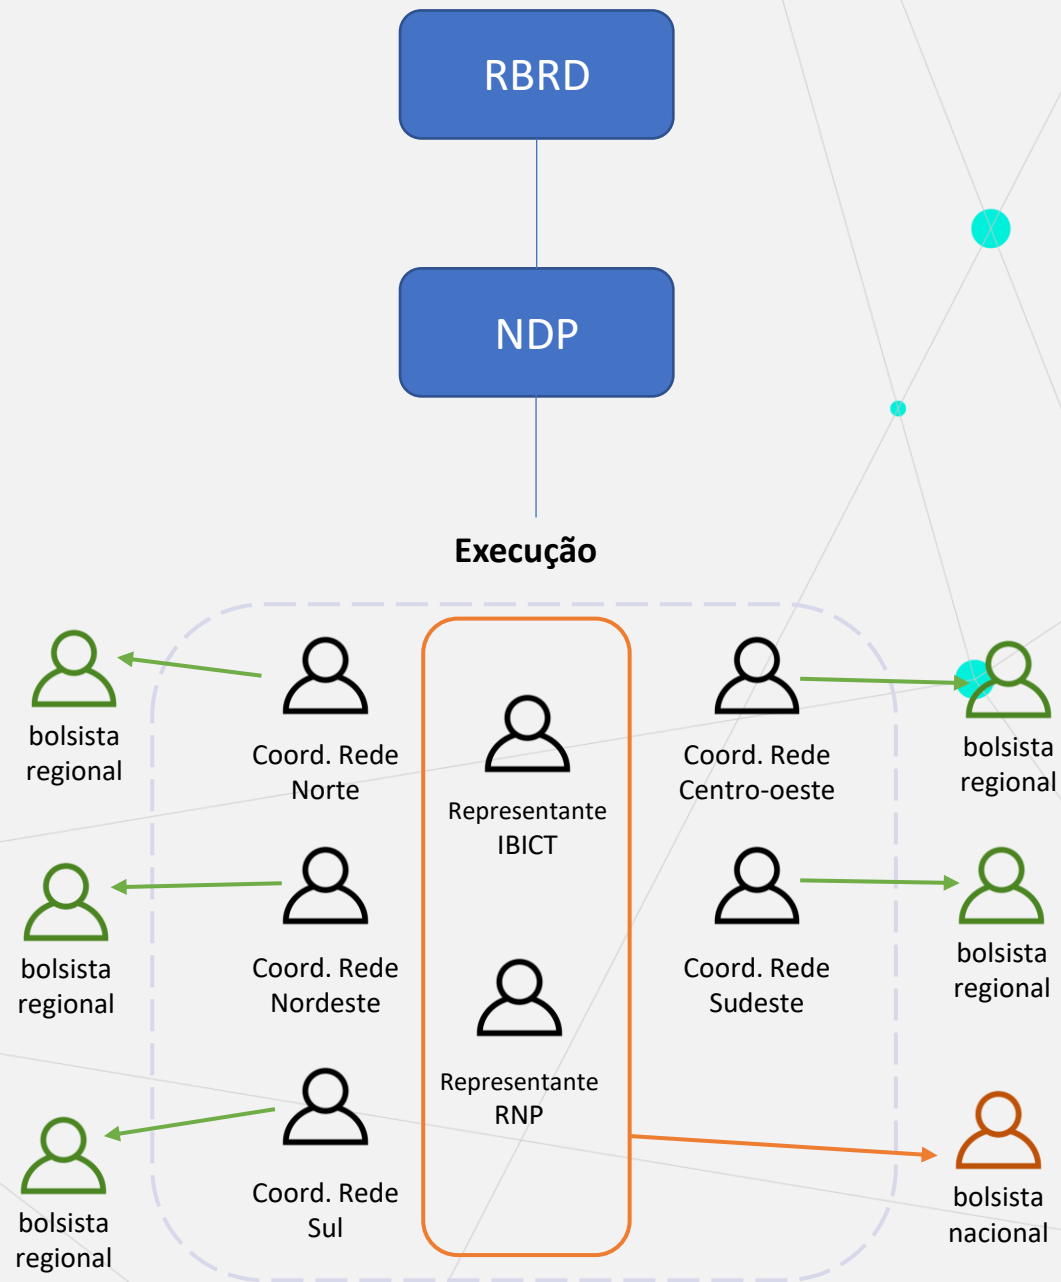 RBRD
NDP
Execução
bolsista
regional
Coord. Rede
Norte
Representante
IBICT
Coord. Rede
Centro-oeste
bolsista
regional
bolsista
regional
Coord. Rede
Nordeste
Coord. Rede
Sudeste
bolsista
regional
Representante
RNP
bolsista
regional
Coord. Rede
Sul
bolsista
nacional